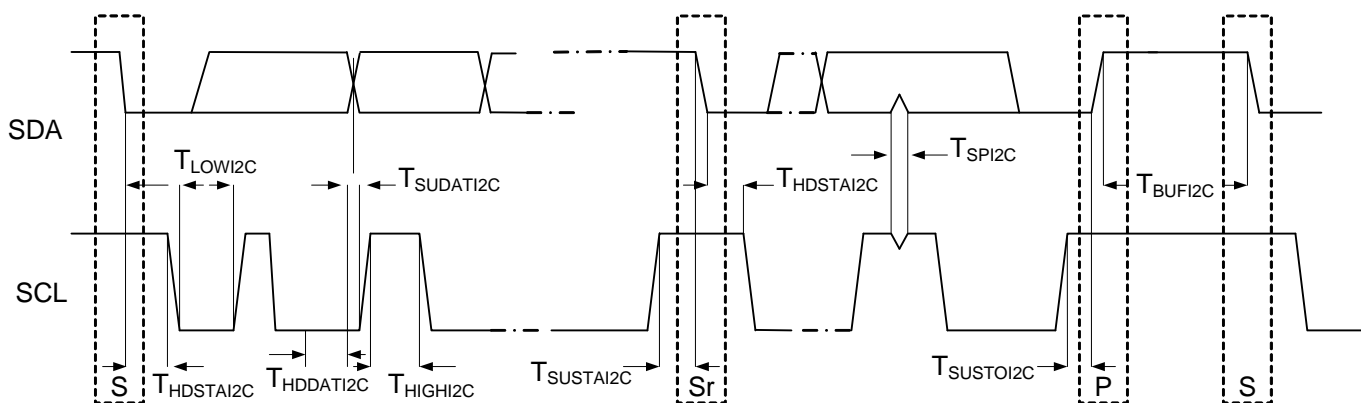 SDA
T_LOWI2C
T_SUDATI2C
T_HDSTAI2C
T_SPI2C
T_BUFI2C
SCL
S
T_HDSTAI2C
T_HDDATI2C
T_HIGHI2C
T_SUSTAI2C
Sr
T_SUSTOI2C
P
S